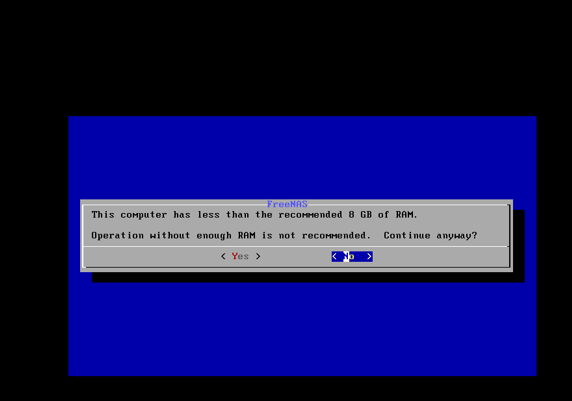 FreeNAS
This computer has less than the recommended 8 GB of RAM.
Operation without enough RAM is not recommended.  Continue anyway?
< Yes > < No >